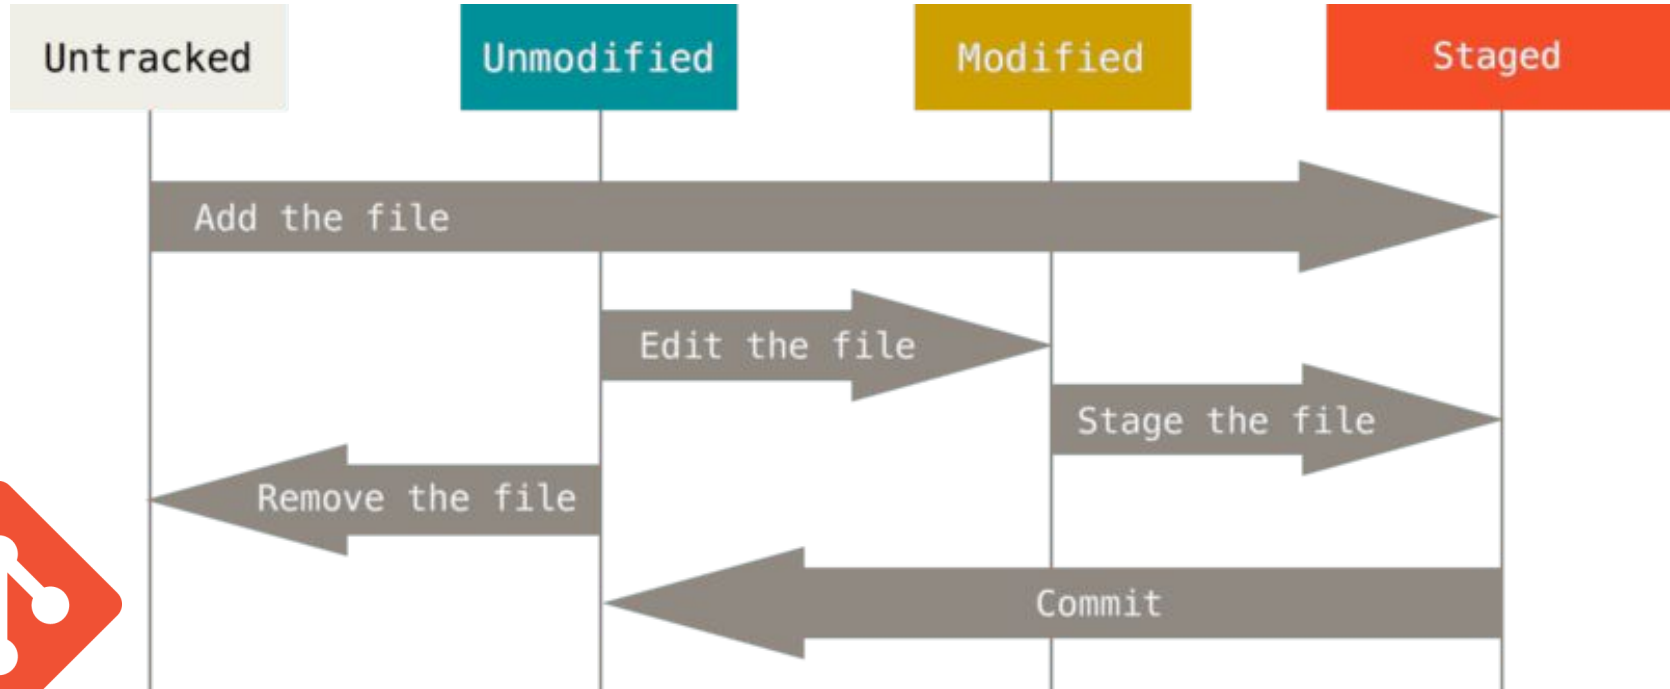 Untracked
Unmodified
Modified
Staged
Add the file
Edit the file
Stage the file
Remove the file
Commit